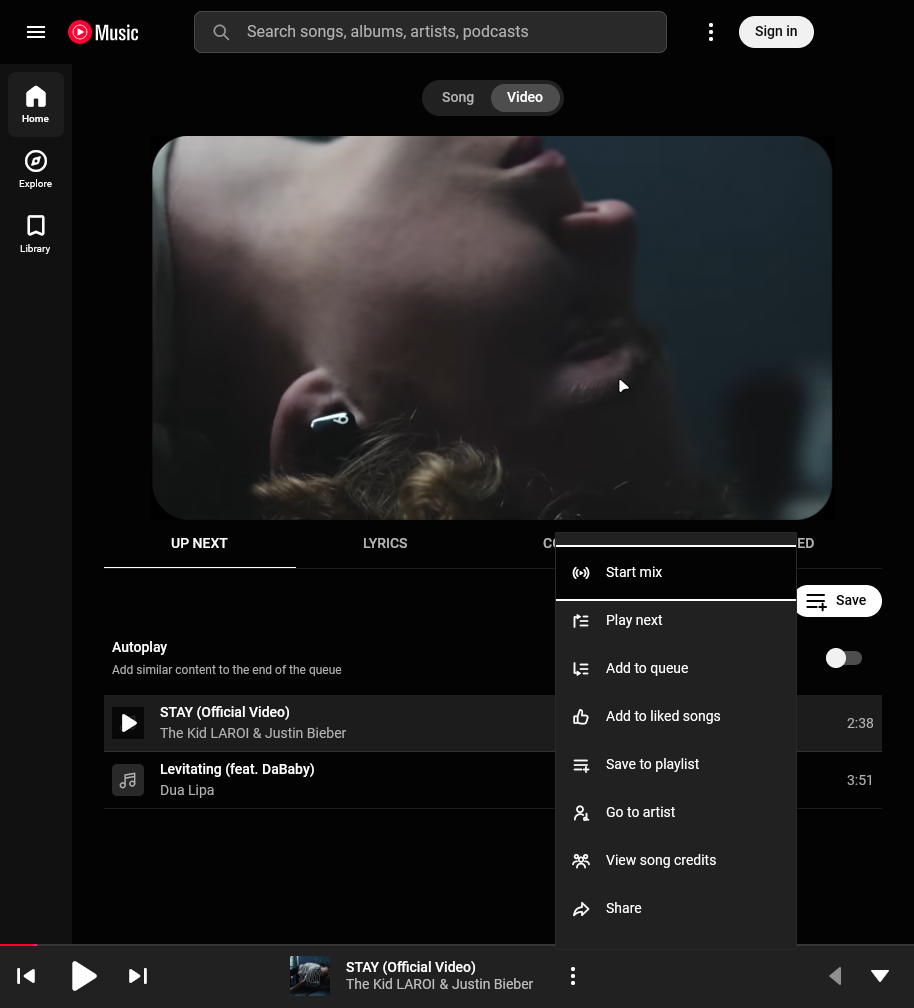 Music
Search songs, albums, artists, podcasts
Sign in
Home
Explore
Library
Song
Video
UP NEXT
LYRICS
Save
Autoplay
Add similar content to the end of the queue
STAY (Official Video)
The Kid LAROI & Justin Bieber
2:38
Levitating (feat. DaBaby)
Dua Lipa
3:51
Start mix
Play next
Add to queue
Add to liked songs
Save to playlist
Go to artist
View song credits
Share
STAY (Official Video)
The Kid LAROI & Justin Bieber